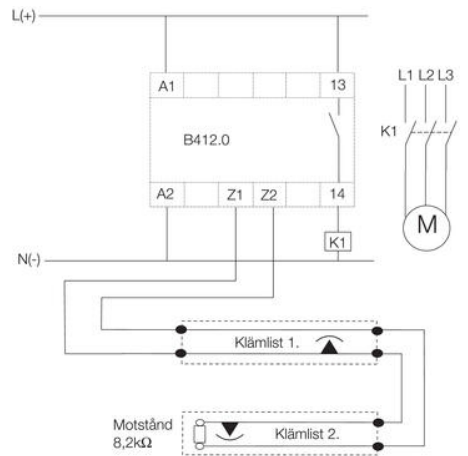 L(+)
A1
13
L1 L2 L3
K1
B412.0
M
A2
Z1
Z2
14
K1
N(-)
Klämlist 1.
Motstånd
8,2kΩ
Klämlist 2.